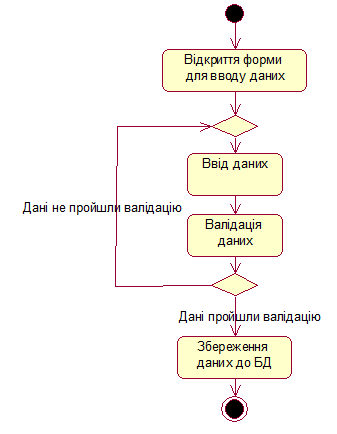 Відкриття форми
для вводу даних
Ввід даних
Дані не пройшли валідацію
Валідація
даних
Дані пройшли валідацію
Збереження
даних до БД